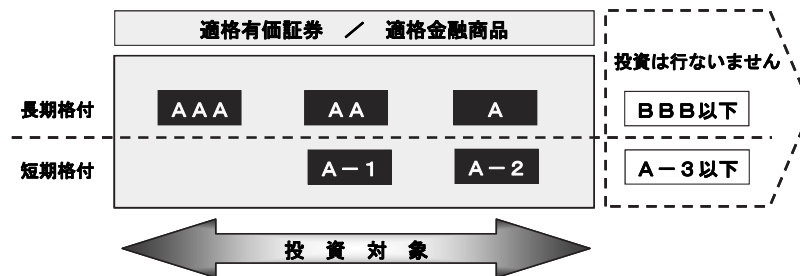 適格有価証券 / 適格金融商品
投資は行ないません
長期格付 AAA AA A BBB以下
短期格付 A-1 A-2 A-3以下
投資対象